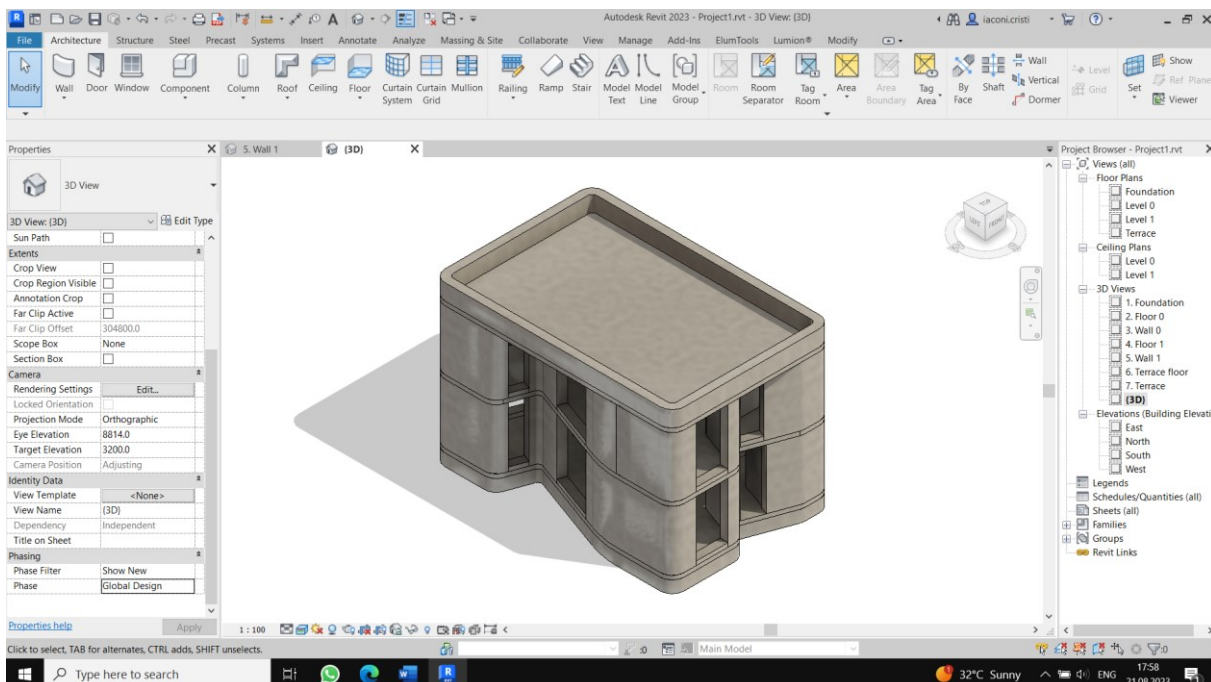 Autodesk Revit 2023 - Project1.rvt - 3D View: {3D}
iaconi.cristi
File Architecture Structure Steel Precast Systems Insert Annotate Analyze Massing & Site Collaborate View Manage Add-Ins ElumTools Lumion® Modify
Modify Wall Door Window Component Column Roof Ceiling Floor Curtain System Curtain Grid Mullion Railing Ramp Stair Model Text Model Line Model Group Room Room Separator Tag Room Area Area Boundary Tag Area By Face Shaft Wall Vertical Dormer Level Grid Set Show Ref Plane Viewer
Properties
5. Wall 1
{3D}
Project Browser - Project1.rvt
3D View
3D View: {3D}
Edit Type
Sun Path
Extents
Crop View
Crop Region Visible
Annotation Crop
Far Clip Active
Far Clip Offset 304800.0
Scope Box None
Section Box
Camera
Rendering Settings Edit...
Locked Orientation
Projection Mode Orthographic
Eye Elevation 8814.0
Target Elevation 3200.0
Camera Position Adjusting
Identity Data
View Template <None>
View Name {3D}
Dependency Independent
Title on Sheet
Phasing
Phase Filter Show New
Phase Global Design
Properties help
Apply
TOP
LEFT
FRONT
Views (all)
Floor Plans
Foundation
Level 0
Level 1
Terrace
Ceiling Plans
Level 0
Level 1
3D Views
1. Foundation
2. Floor 0
3. Wall 0
4. Floor 1
5. Wall 1
6. Terrace floor
7. Terrace
{3D}
Elevations (Building Elevati
East
North
South
West
Legends
Schedules/Quantities (all)
Sheets (all)
Families
Groups
Revit Links
1 : 100
Click to select, TAB for alternates, CTRL adds, SHIFT unselects.
:0
Main Model
:0
Type here to search
32°C Sunny
ENG
17:58
21.08.2023